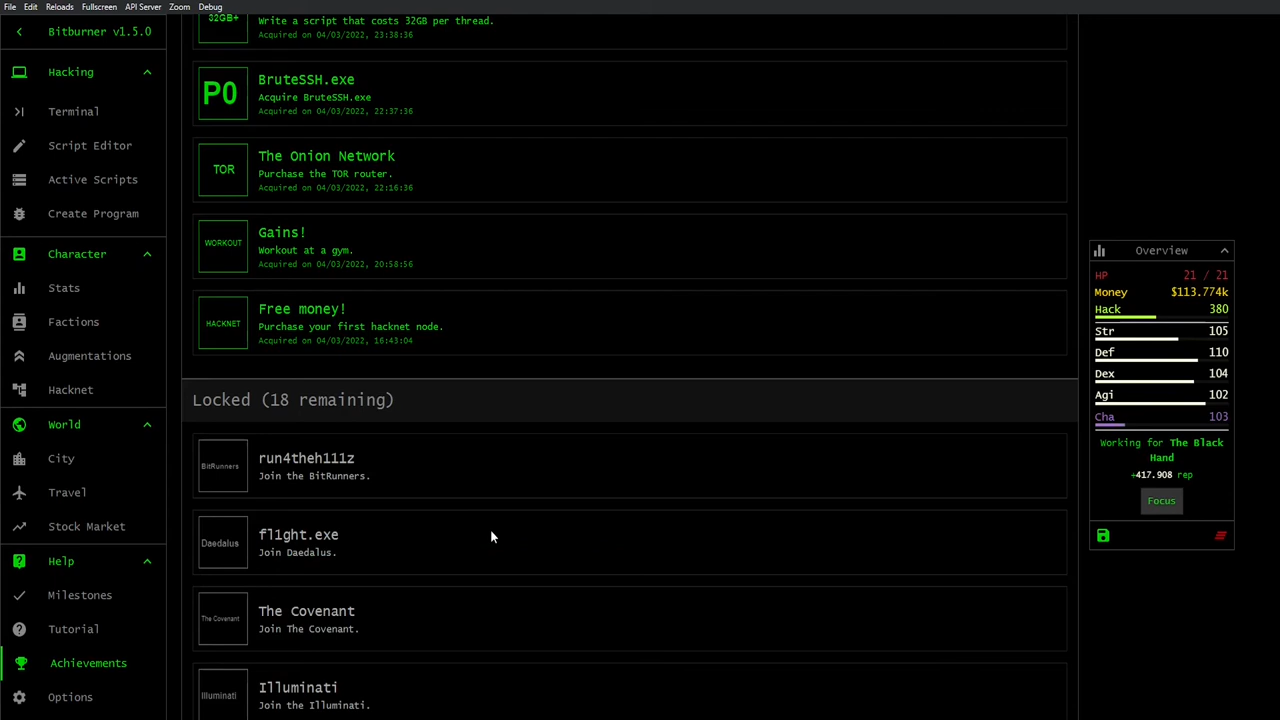 File Edit Reloads Fullscreen API Server Zoom Debug
Bitburner v1.5.0
Hacking
Terminal
Script Editor
Active Scripts
Create Program
Character
Stats
Factions
Augmentations
Hacknet
World
City
Travel
Stock Market
Help
Milestones
Tutorial
Achievements
Options
32GB+
Write a script that costs 32GB per thread.
Acquired on 04/03/2022, 23:38:36
P0
BruteSSH.exe
Acquire BruteSSH.exe
Acquired on 04/03/2022, 22:37:36
TOR
The Onion Network
Purchase the TOR router.
Acquired on 04/03/2022, 22:16:36
WORKOUT
Gains!
Workout at a gym.
Acquired on 04/03/2022, 20:58:56
HACKNET
Free money!
Purchase your first hacknet node.
Acquired on 04/03/2022, 16:43:04
Locked (18 remaining)
BitRunners
run4theh111z
Join the BitRunners.
Daedalus
fl1ght.exe
Join Daedalus.
The Covenant
The Covenant
Join The Covenant.
Illuminati
Illuminati
Join the Illuminati.
Overview
HP 21 / 21
Money $113.774k
Hack 380
Str 105
Def 110
Dex 104
Agi 102
Cha 103
Working for The Black
Hand
+417.908 rep
Focus